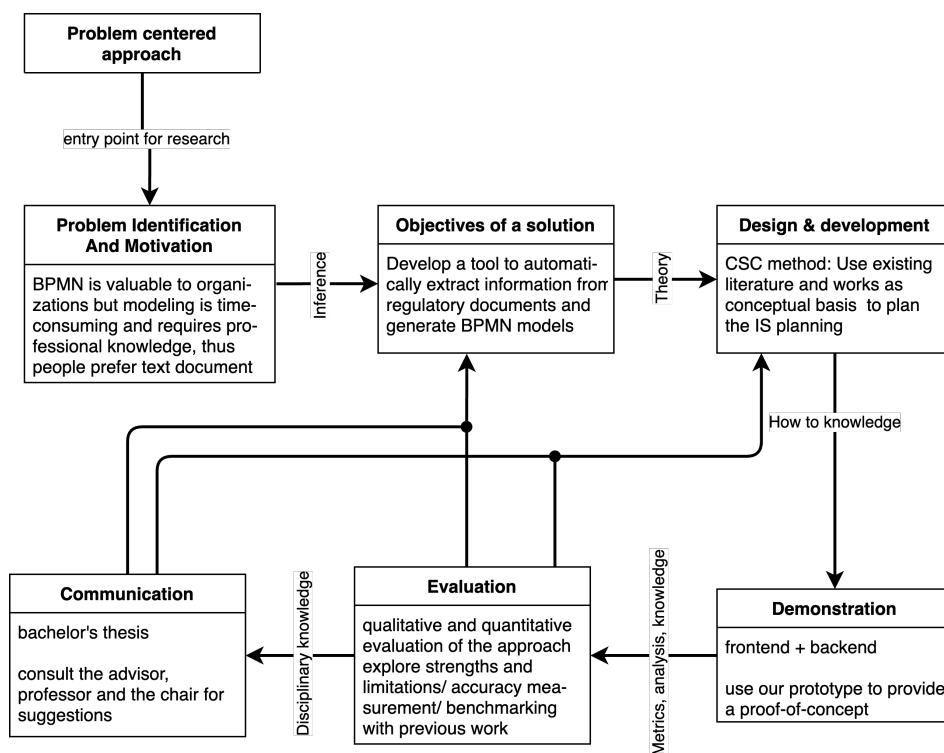 Problem centered
approach
entry point for research
Problem Identification
And Motivation
BPMN is valuable to organi-
zations but modeling is time-
consuming and requires pro-
fessional knowledge, thus
people prefer text document
Inference
Objectives of a solution
Develop a tool to automati-
cally extract information from
regulatory documents and
generate BPMN models
Theory
Design & development
CSC method: Use existing
literature and works as
conceptual basis to plan
the IS planning
How to knowledge
Demonstration
frontend + backend
use our prototype to provide
a proof-of-concept
Metrics, analysis, knowledge
Evaluation
qualitative and quantitative
evaluation of the approach
explore strengths and
limitations/ accuracy mea-
surement/ benchmarking
with previous work
Disciplinary knowledge
Communication
bachelor's thesis
consult the advisor,
professor and the chair for
suggestions